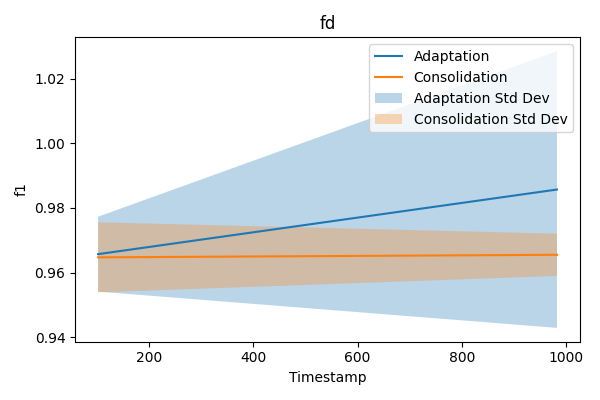 fd
Adaptation
Consolidation
Adaptation Std Dev
Consolidation Std Dev
f1
1.02
1.00
0.98
0.96
0.94
200
400
600
800
1000
Timestamp